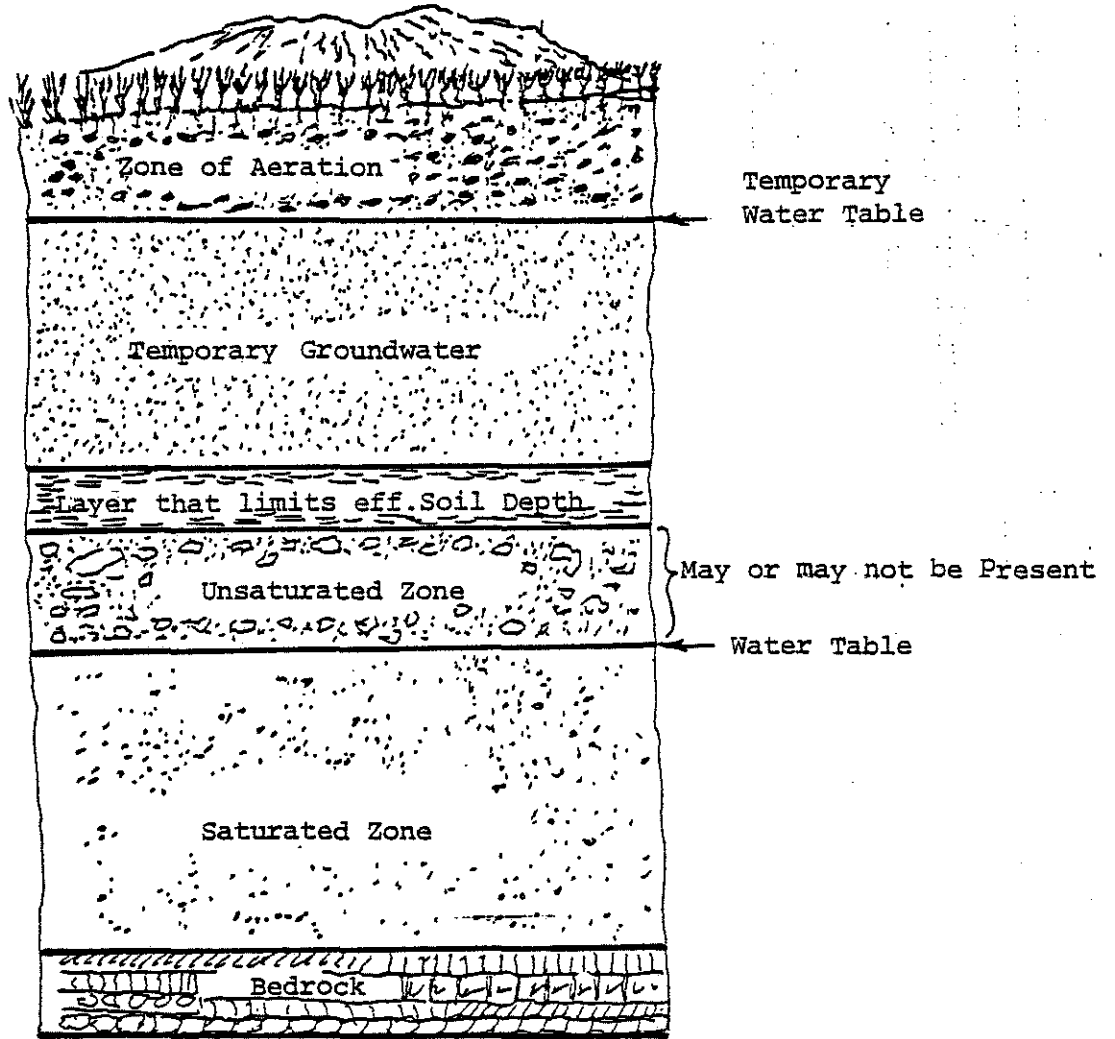 Zone of Aeration
Temporary
Water Table
Temporary Groundwater
Layer that limits eff.Soil Depth
Unsaturated Zone
May or may not be Present
Water Table
Saturated Zone
Bedrock